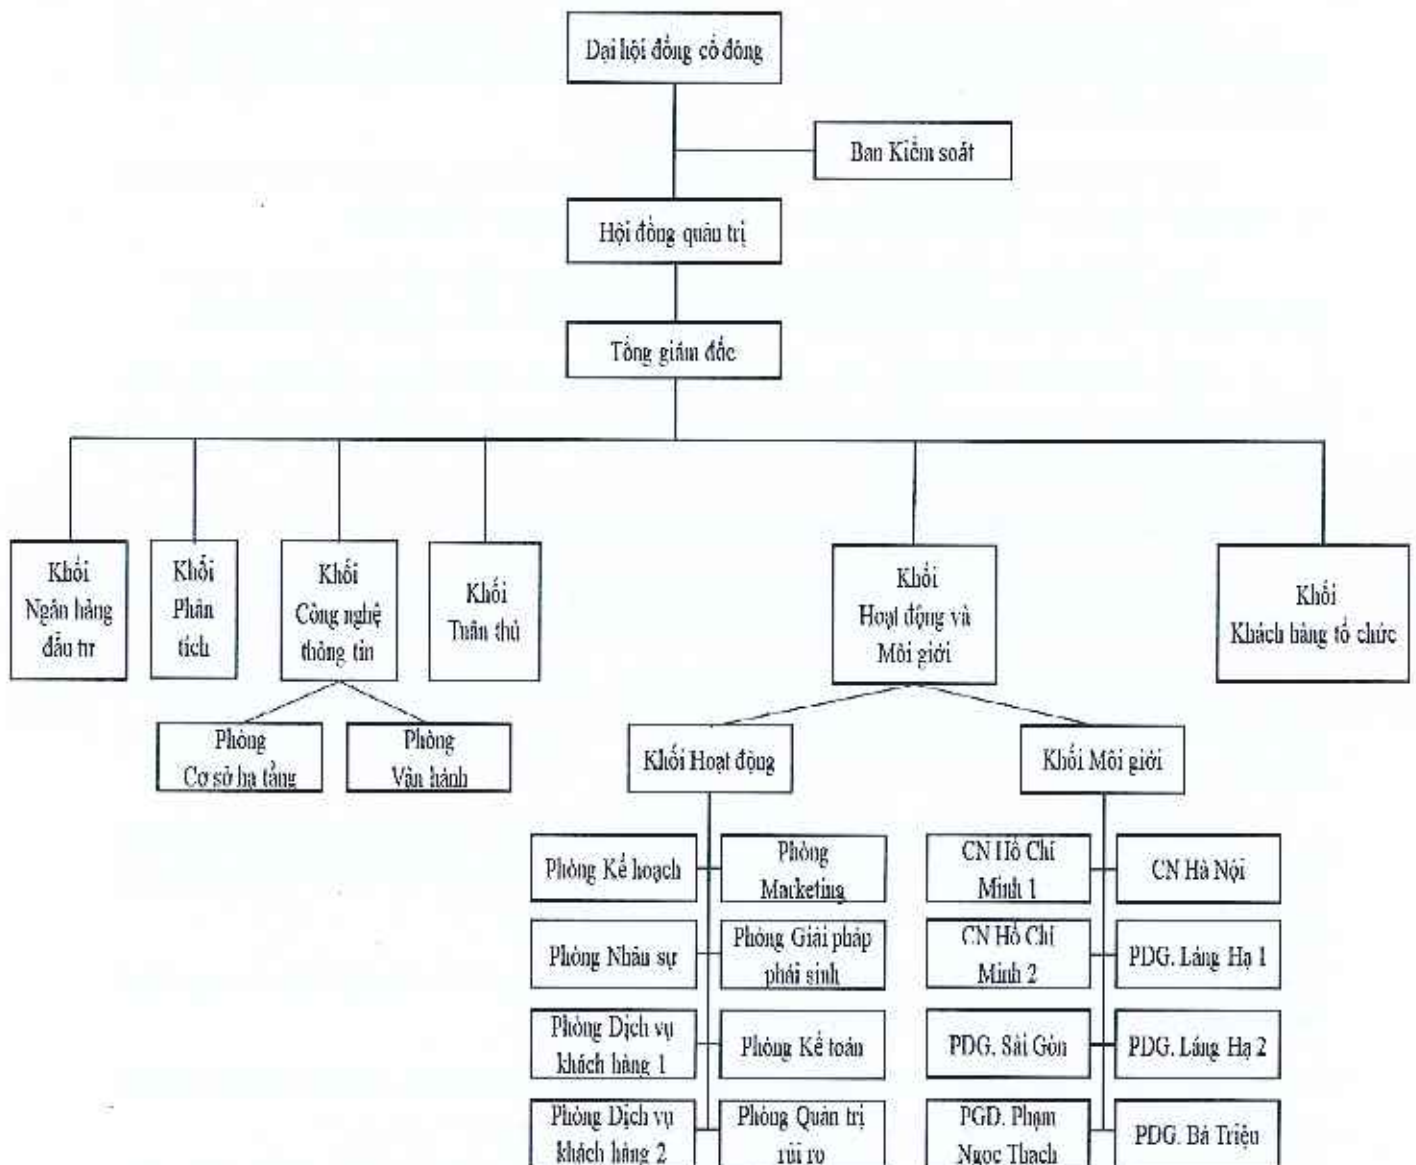 Đại hội đồng cổ đông
Ban Kiểm soát
Hội đồng quản trị
Tổng giám đốc
Khối
Ngân hàng
đầu tư
Khối
Phân
tích
Khối
Công nghệ
thông tin
Khối
Tuân thủ
Khối
Hoạt động và
Môi giới
Khối
Khách hàng tổ chức
Phòng
Cơ sở hạ tầng
Phòng
Vận hành
Khối Hoạt động
Khối Môi giới
Phòng Kế hoạch
Phòng
Marketing
CN Hồ Chí
Minh 1
CN Hà Nội
Phòng Nhân sự
Phòng Giải pháp
phái sinh
CN Hồ Chí
Minh 2
PDG. Láng Hạ 1
Phòng Dịch vụ
khách hàng 1
Phòng Kế toán
PDG. Sài Gòn
PDG. Láng Hạ 2
Phòng Dịch vụ
khách hàng 2
Phòng Quản trị
rủi ro
PGD. Phạm
Ngọc Thạch
PDG. Bà Triệu